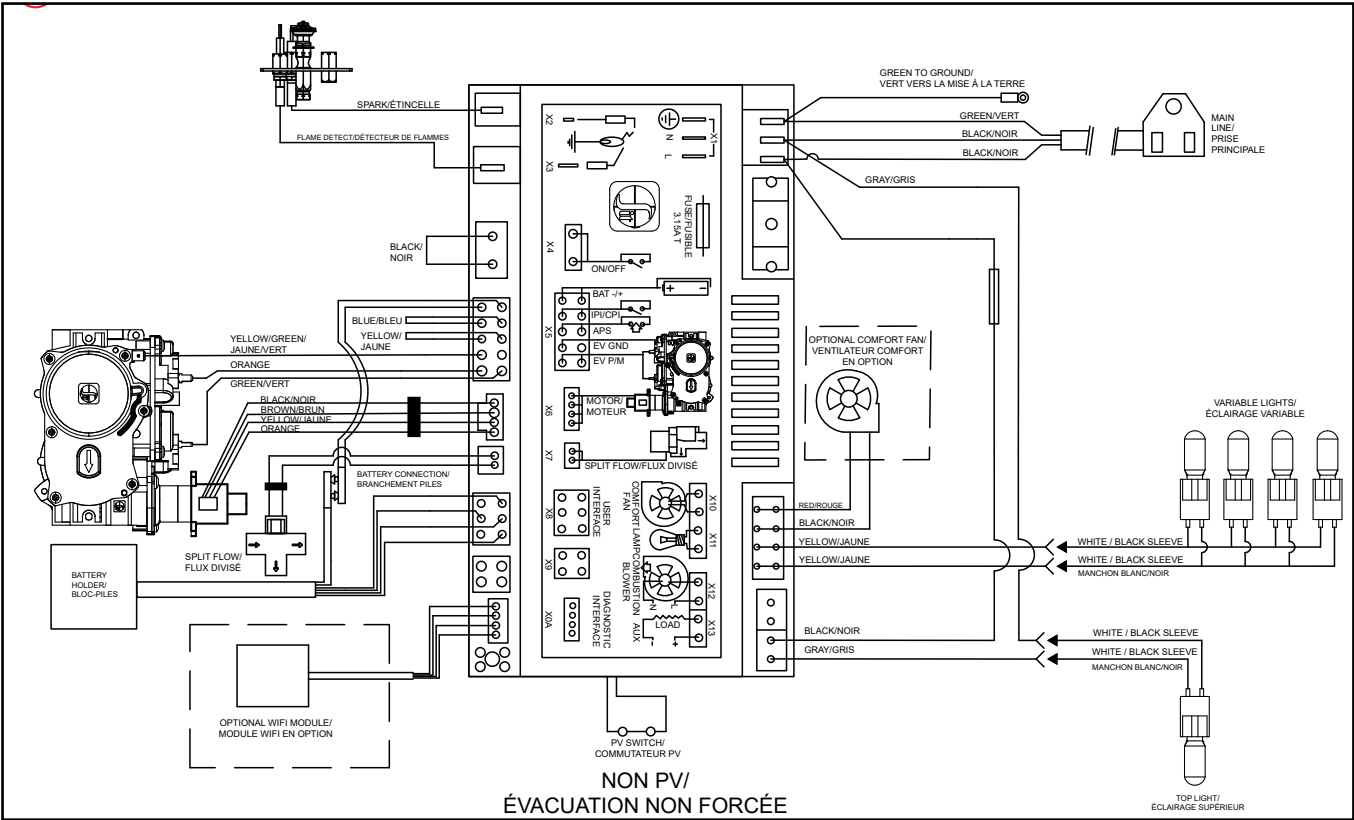 SPARK/ÉTINCELLE
FLAME DETECT/DÉTECTEUR DE FLAMMES
BLACK/
NOIR
BLUE/BLEU
YELLOW/
JAUNE
YELLOW/GREEN/
JAUNE/VERT
ORANGE
GREEN/VERT
BLACK/NOIR
BROWN/BRUN
YELLOW/JAUNE
ORANGE
BATTERY CONNECTION/
BRANCHEMENT PILES
SPLIT FLOW/
FLUX DIVISÉ
BATTERY
HOLDER/
BLOC-PILES
OPTIONAL WIFI MODULE/
MODULE WIFI EN OPTION
X2
X3
X1
N
L
FUSE/FUSIBLE
3.15A T
X4
ON/OFF
X5
BAT -/+
+ -
IPI/CPI
APS
EV GND
EV P/M
X6
MOTOR/
MOTEUR
X7
SPLIT FLOW/FLUX DIVISÉ
X8
USER
INTERFACE
X9
X0A
DIAGNOSTIC
INTERFACE
COMFORT
FAN
X10
LAMP
X11
COMBUSTION
BLOWER
X12
N
L
AUX
LOAD
- +
X13
PV SWITCH/
COMMUTATEUR PV
NON PV/
ÉVACUATION NON FORCÉE
GREEN TO GROUND/
VERT VERS LA MISE À LA TERRE
GREEN/VERT
BLACK/NOIR
BLACK/NOIR
MAIN
LINE/
PRISE
PRINCIPALE
GRAY/GRIS
OPTIONAL COMFORT FAN/
VENTILATEUR COMFORT
EN OPTION
VARIABLE LIGHTS/
ÉCLAIRAGE VARIABLE
RED/ROUGE
BLACK/NOIR
YELLOW/JAUNE
YELLOW/JAUNE
WHITE / BLACK SLEEVE
WHITE / BLACK SLEEVE
MANCHON BLANC/NOIR
BLACK/NOIR
GRAY/GRIS
WHITE / BLACK SLEEVE
WHITE / BLACK SLEEVE
MANCHON BLANC/NOIR
TOP LIGHT/
ÉCLAIRAGE SUPÉRIEUR